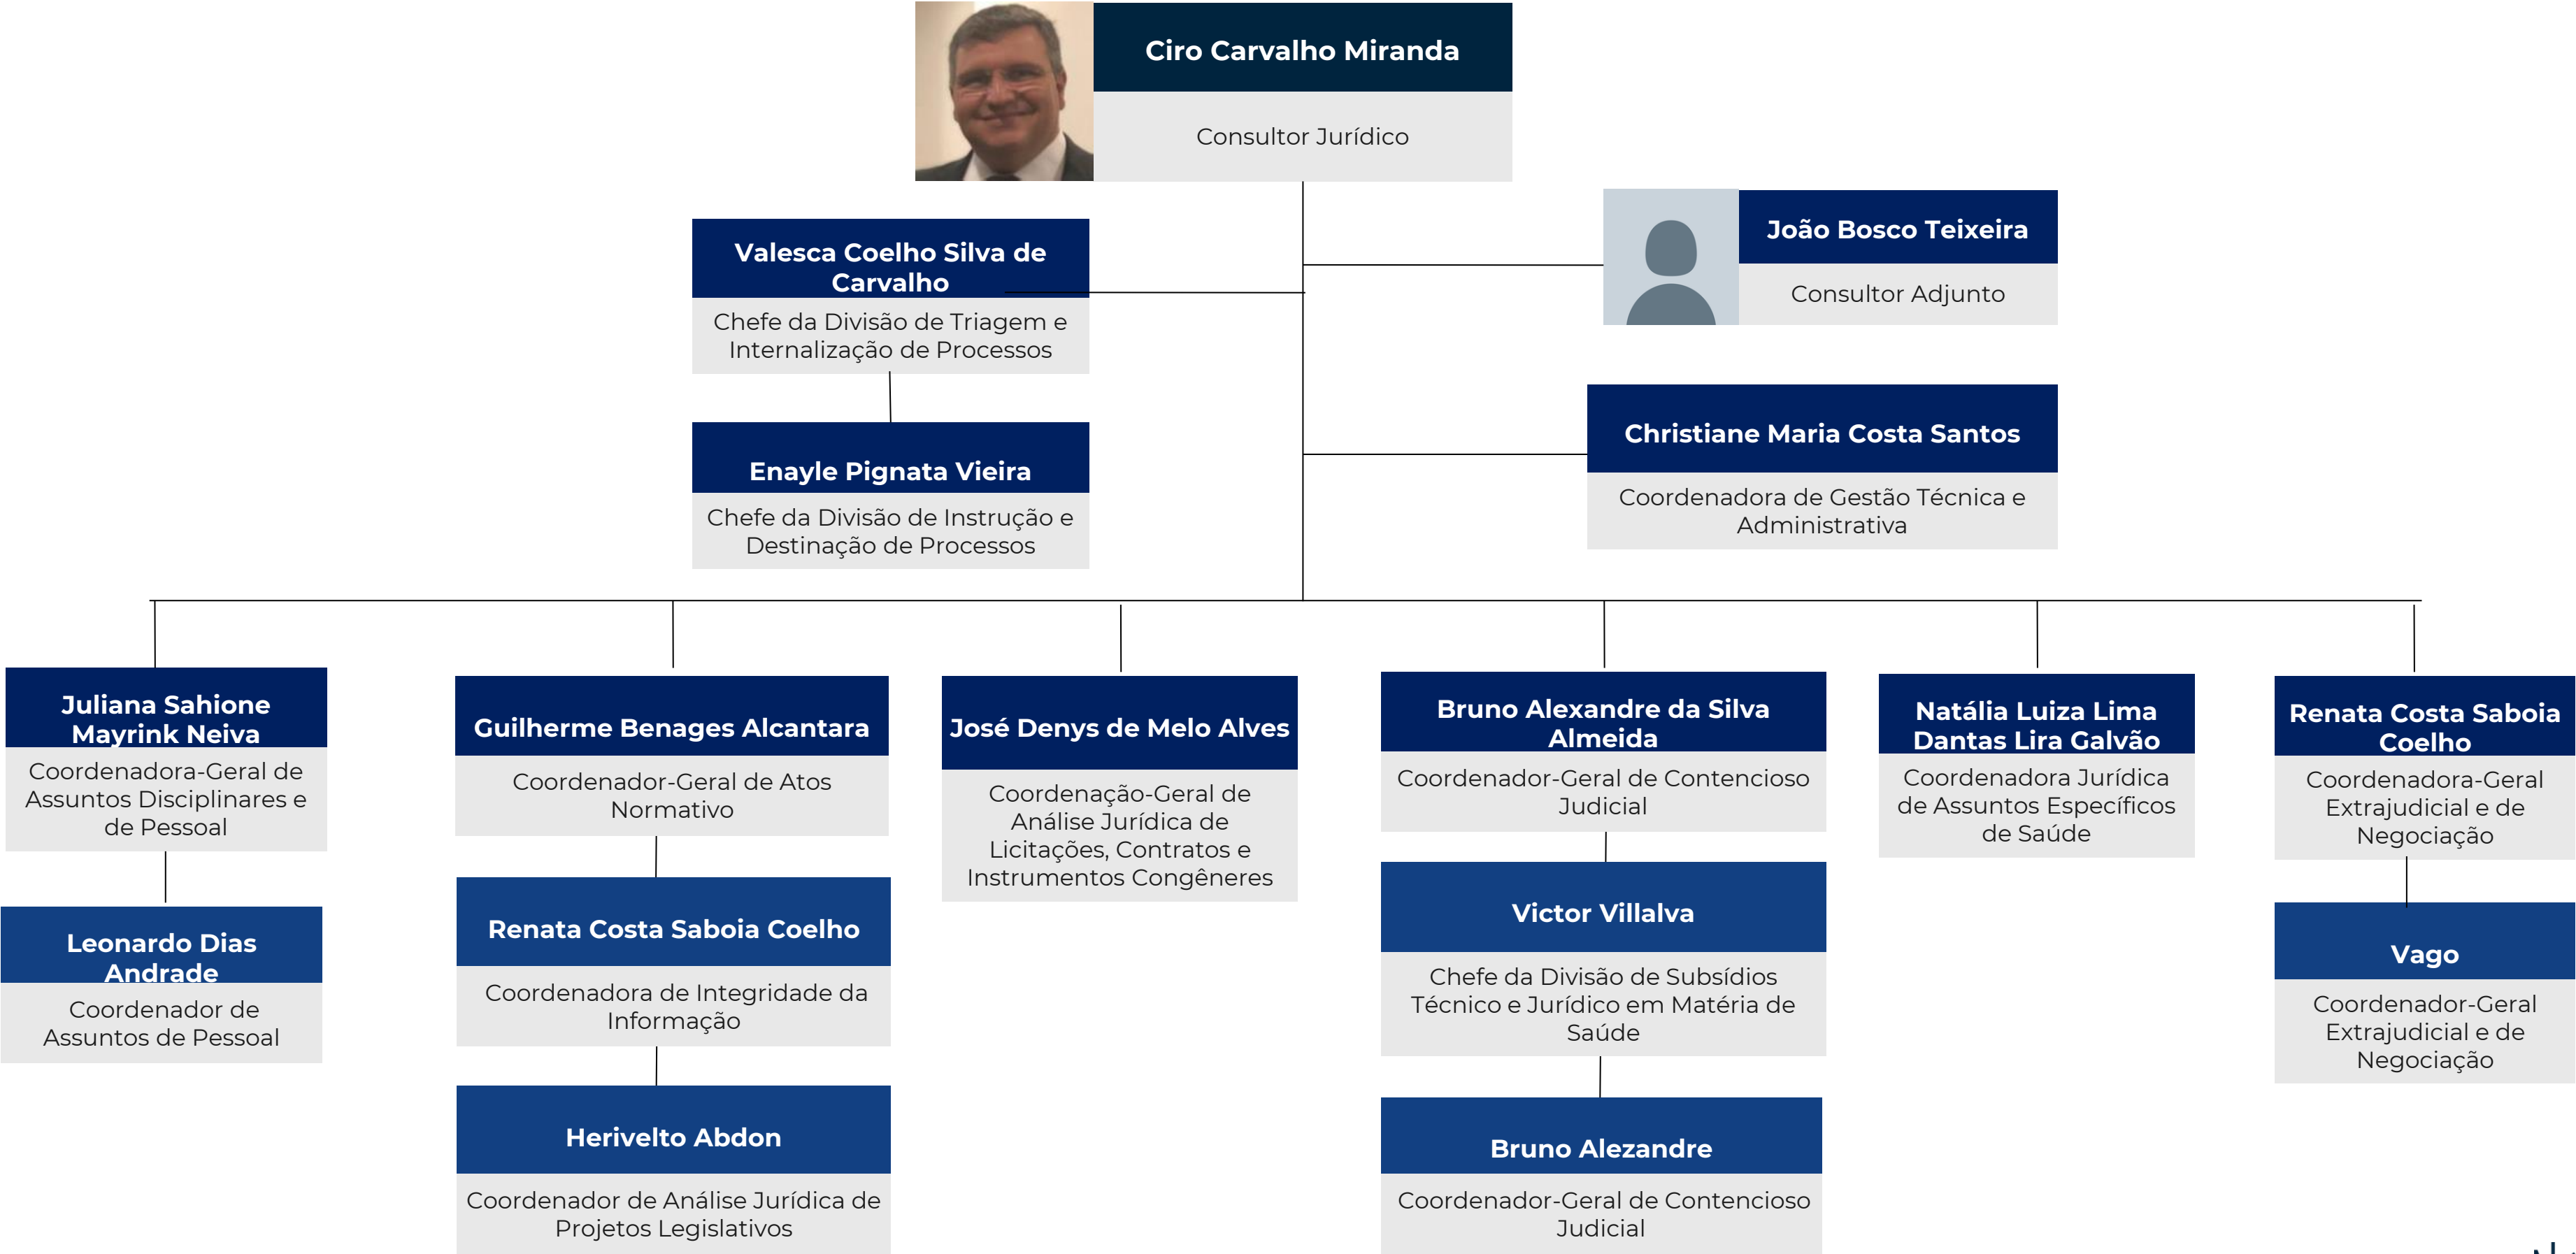 Ciro Carvalho Miranda
Consultor Jurídico
João Bosco Teixeira
Consultor Adjunto
Valesca Coelho Silva de
Carvalho
Chefe da Divisão de Triagem e
Internalização de Processos
Christiane Maria Costa Santos
Coordenadora de Gestão Técnica e
Administrativa
Enayle Pignata Vieira
Chefe da Divisão de Instrução e
Destinação de Processos
Juliana Sahione
Mayrink Neiva
Coordenadora-Geral de
Assuntos Disciplinares e
de Pessoal
Leonardo Dias
Andrade
Coordenador de
Assuntos de Pessoal
Guilherme Benages Alcantara
Coordenador-Geral de Atos
Normativo
Renata Costa Saboia Coelho
Coordenadora de Integridade da
Informação
Herivelto Abdon
Coordenador de Análise Jurídica de
Projetos Legislativos
José Denys de Melo Alves
Coordenação-Geral de
Análise Jurídica de
Licitações, Contratos e
Instrumentos Congêneres
Bruno Alexandre da Silva
Almeida
Coordenador-Geral de Contencioso
Judicial
Victor Villalva
Chefe da Divisão de Subsídios
Técnico e Jurídico em Matéria de
Saúde
Bruno Alezandre
Coordenador-Geral de Contencioso
Judicial
Natália Luiza Lima
Dantas Lira Galvão
Coordenadora Jurídica
de Assuntos Específicos
de Saúde
Renata Costa Saboia
Coelho
Coordenadora-Geral
Extrajudicial e de
Negociação
Vago
Coordenador-Geral
Extrajudicial e de
Negociação